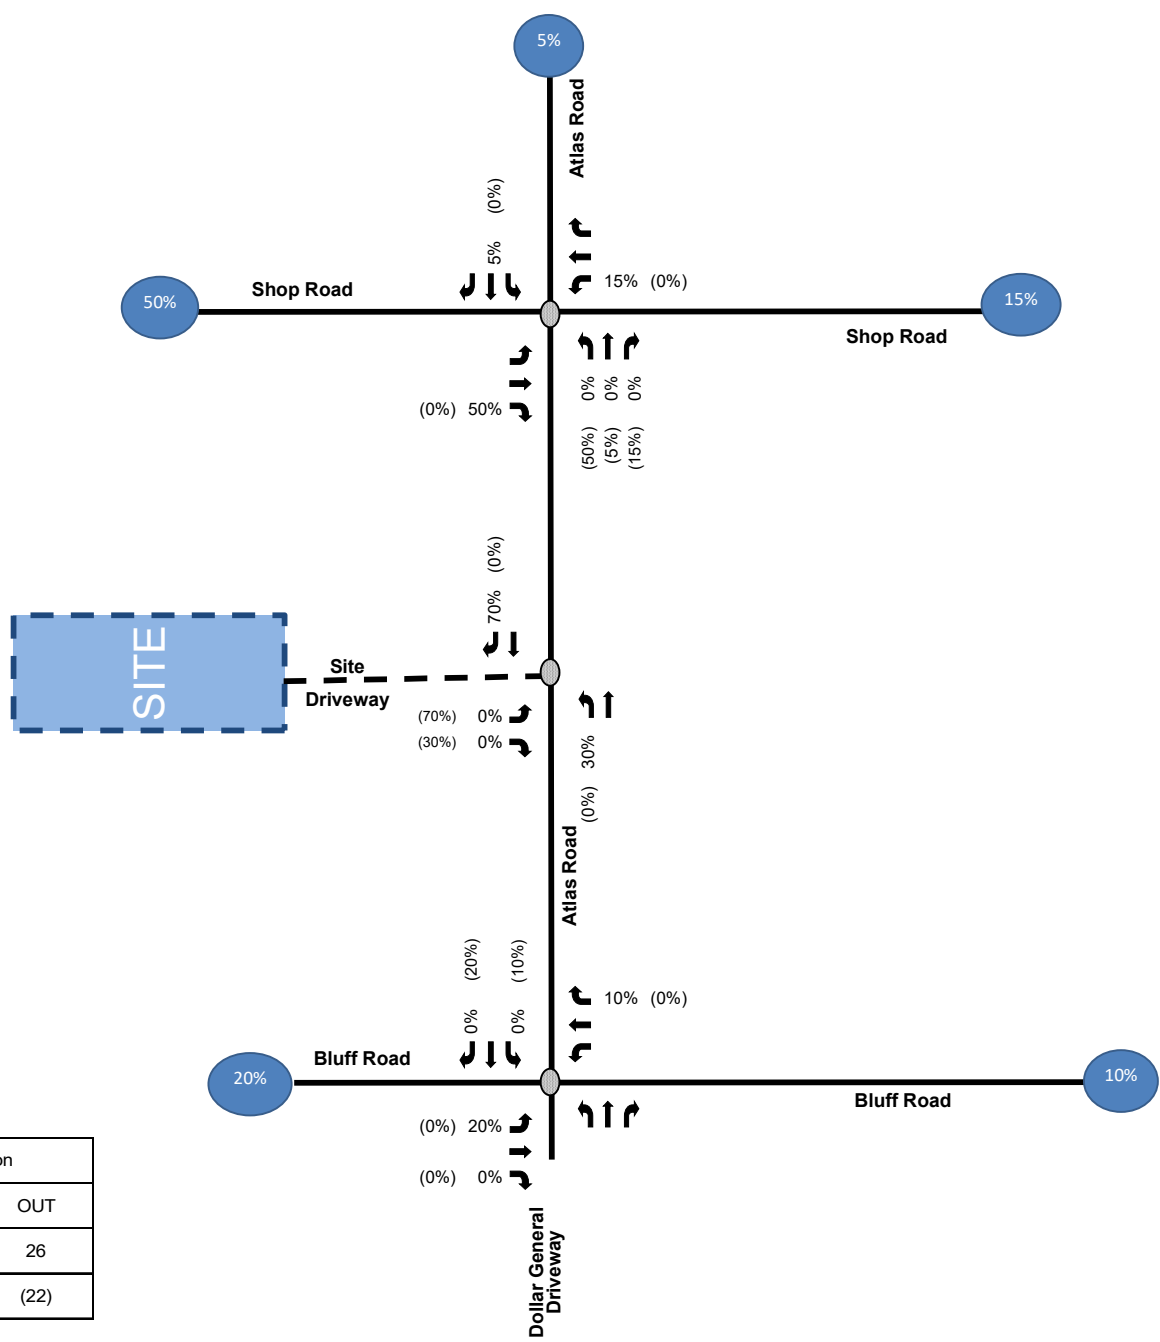 5%
Atlas Road
(0%)
5%
Shop Road
15% (0%)
50%
15%
Shop Road
(0%) 50%
0% 0% 0%
(50%) (5%) (15%)
(0%)
70%
SITE
Site
Driveway
(70%) 0%
(30%) 0%
30%
(0%)
Atlas Road
(20%) (10%)
0% 0%
10% (0%)
Bluff Road
20%
10%
Bluff Road
(0%) 20%
(0%) 0%
on
OUT
26
(22)
Dollar General
Driveway